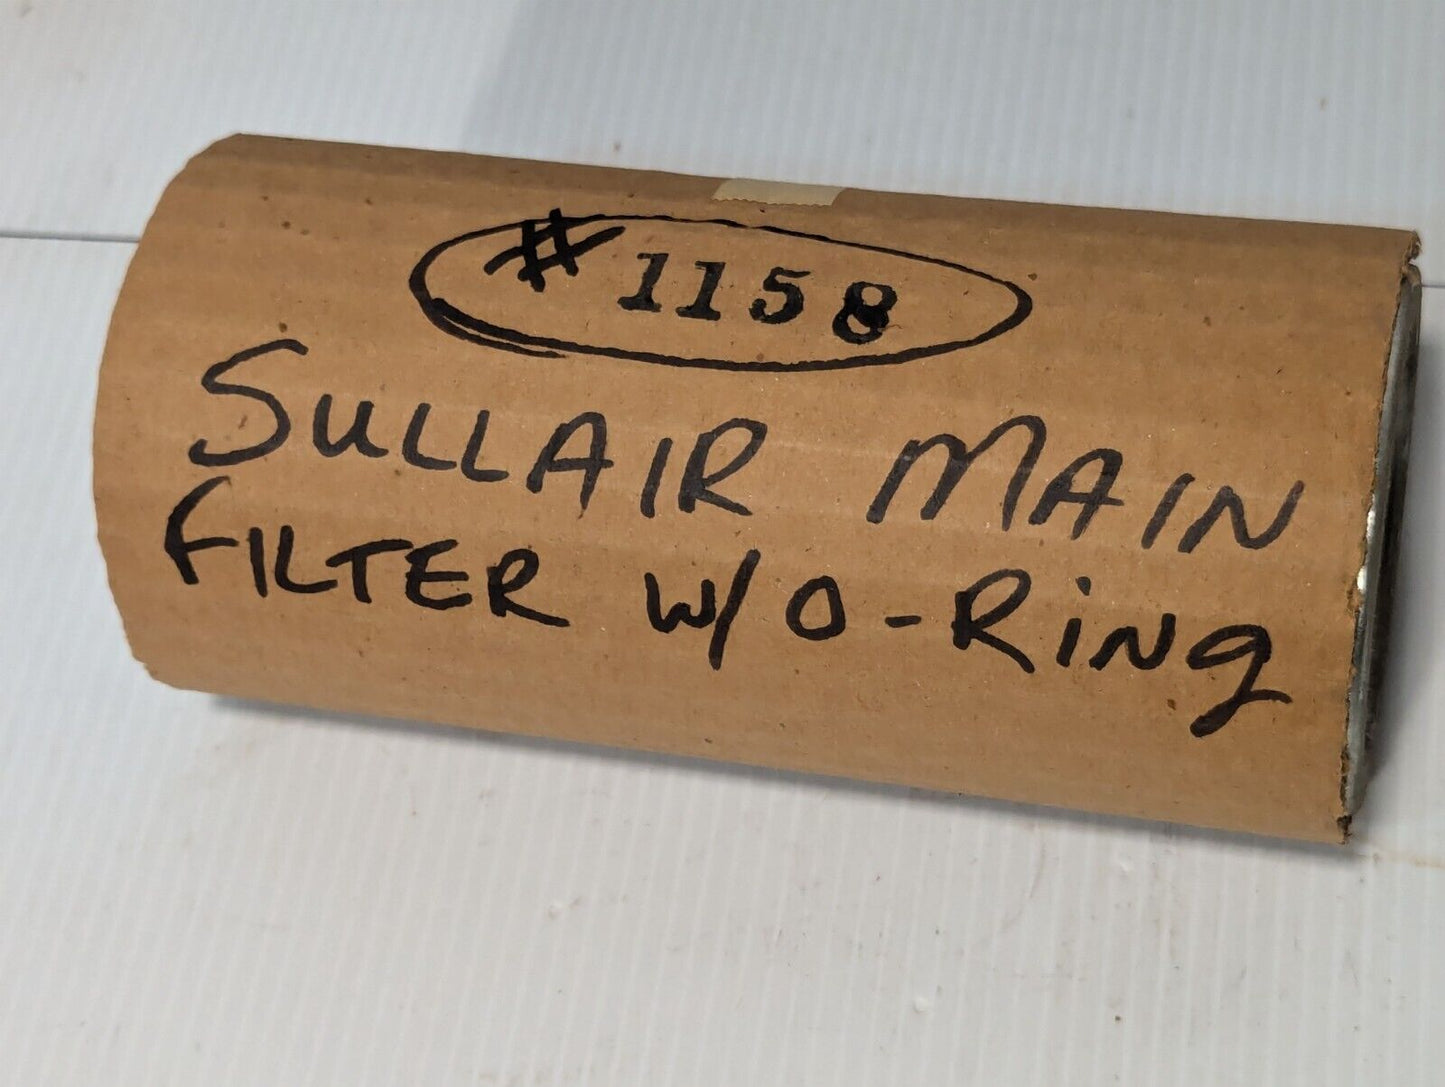 #1158
SULLAIR MAIN
FILTER W/O-RiNg